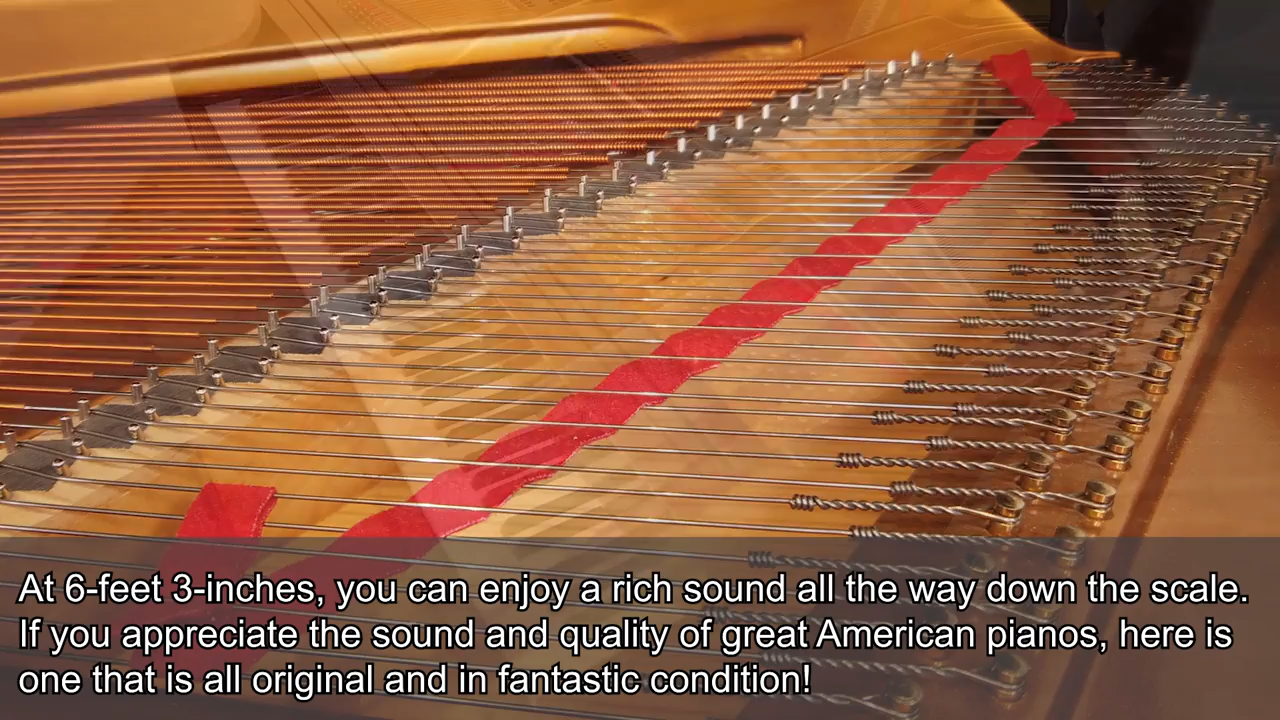 At 6-feet 3-inches, you can enjoy a rich sound all the way down the scale.
If you appreciate the sound and quality of great American pianos, here is
one that is all original and in fantastic condition!